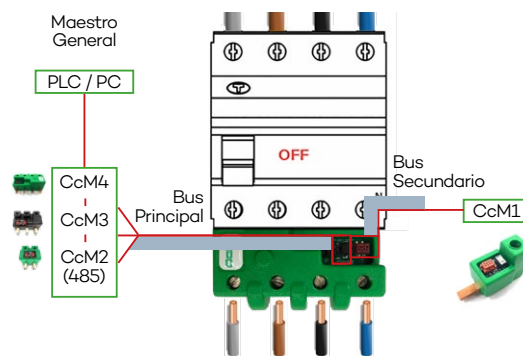 Maestro
General
PLC / PC
CcM4
CcM3
CcM2
(485)
Bus
Principal
OFF
N
Bus
Secundario
CcM1